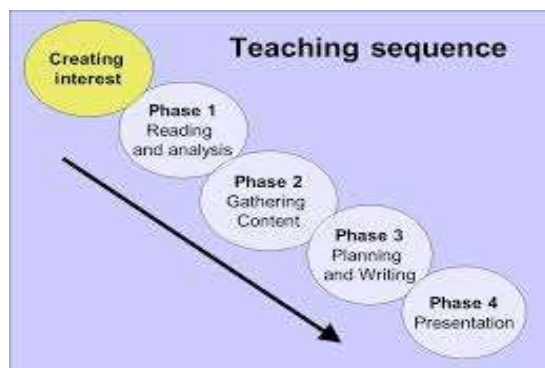 Teaching sequence
Creating
interest
Phase 1
Reading
and analysis
Phase 2
Gathering
Content
Phase 3
Planning
and Writing
Phase 4
Presentation